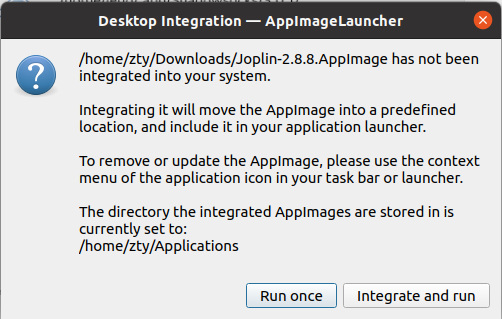 Desktop Integration — AppImageLauncher
/home/zty/Downloads/Joplin-2.8.8.AppImage has not been
integrated into your system.
Integrating it will move the AppImage into a predefined
location, and include it in your application launcher.
To remove or update the AppImage, please use the context
menu of the application icon in your task bar or launcher.
The directory the integrated AppImages are stored in is
currently set to:
/home/zty/Applications
Run once
Integrate and run